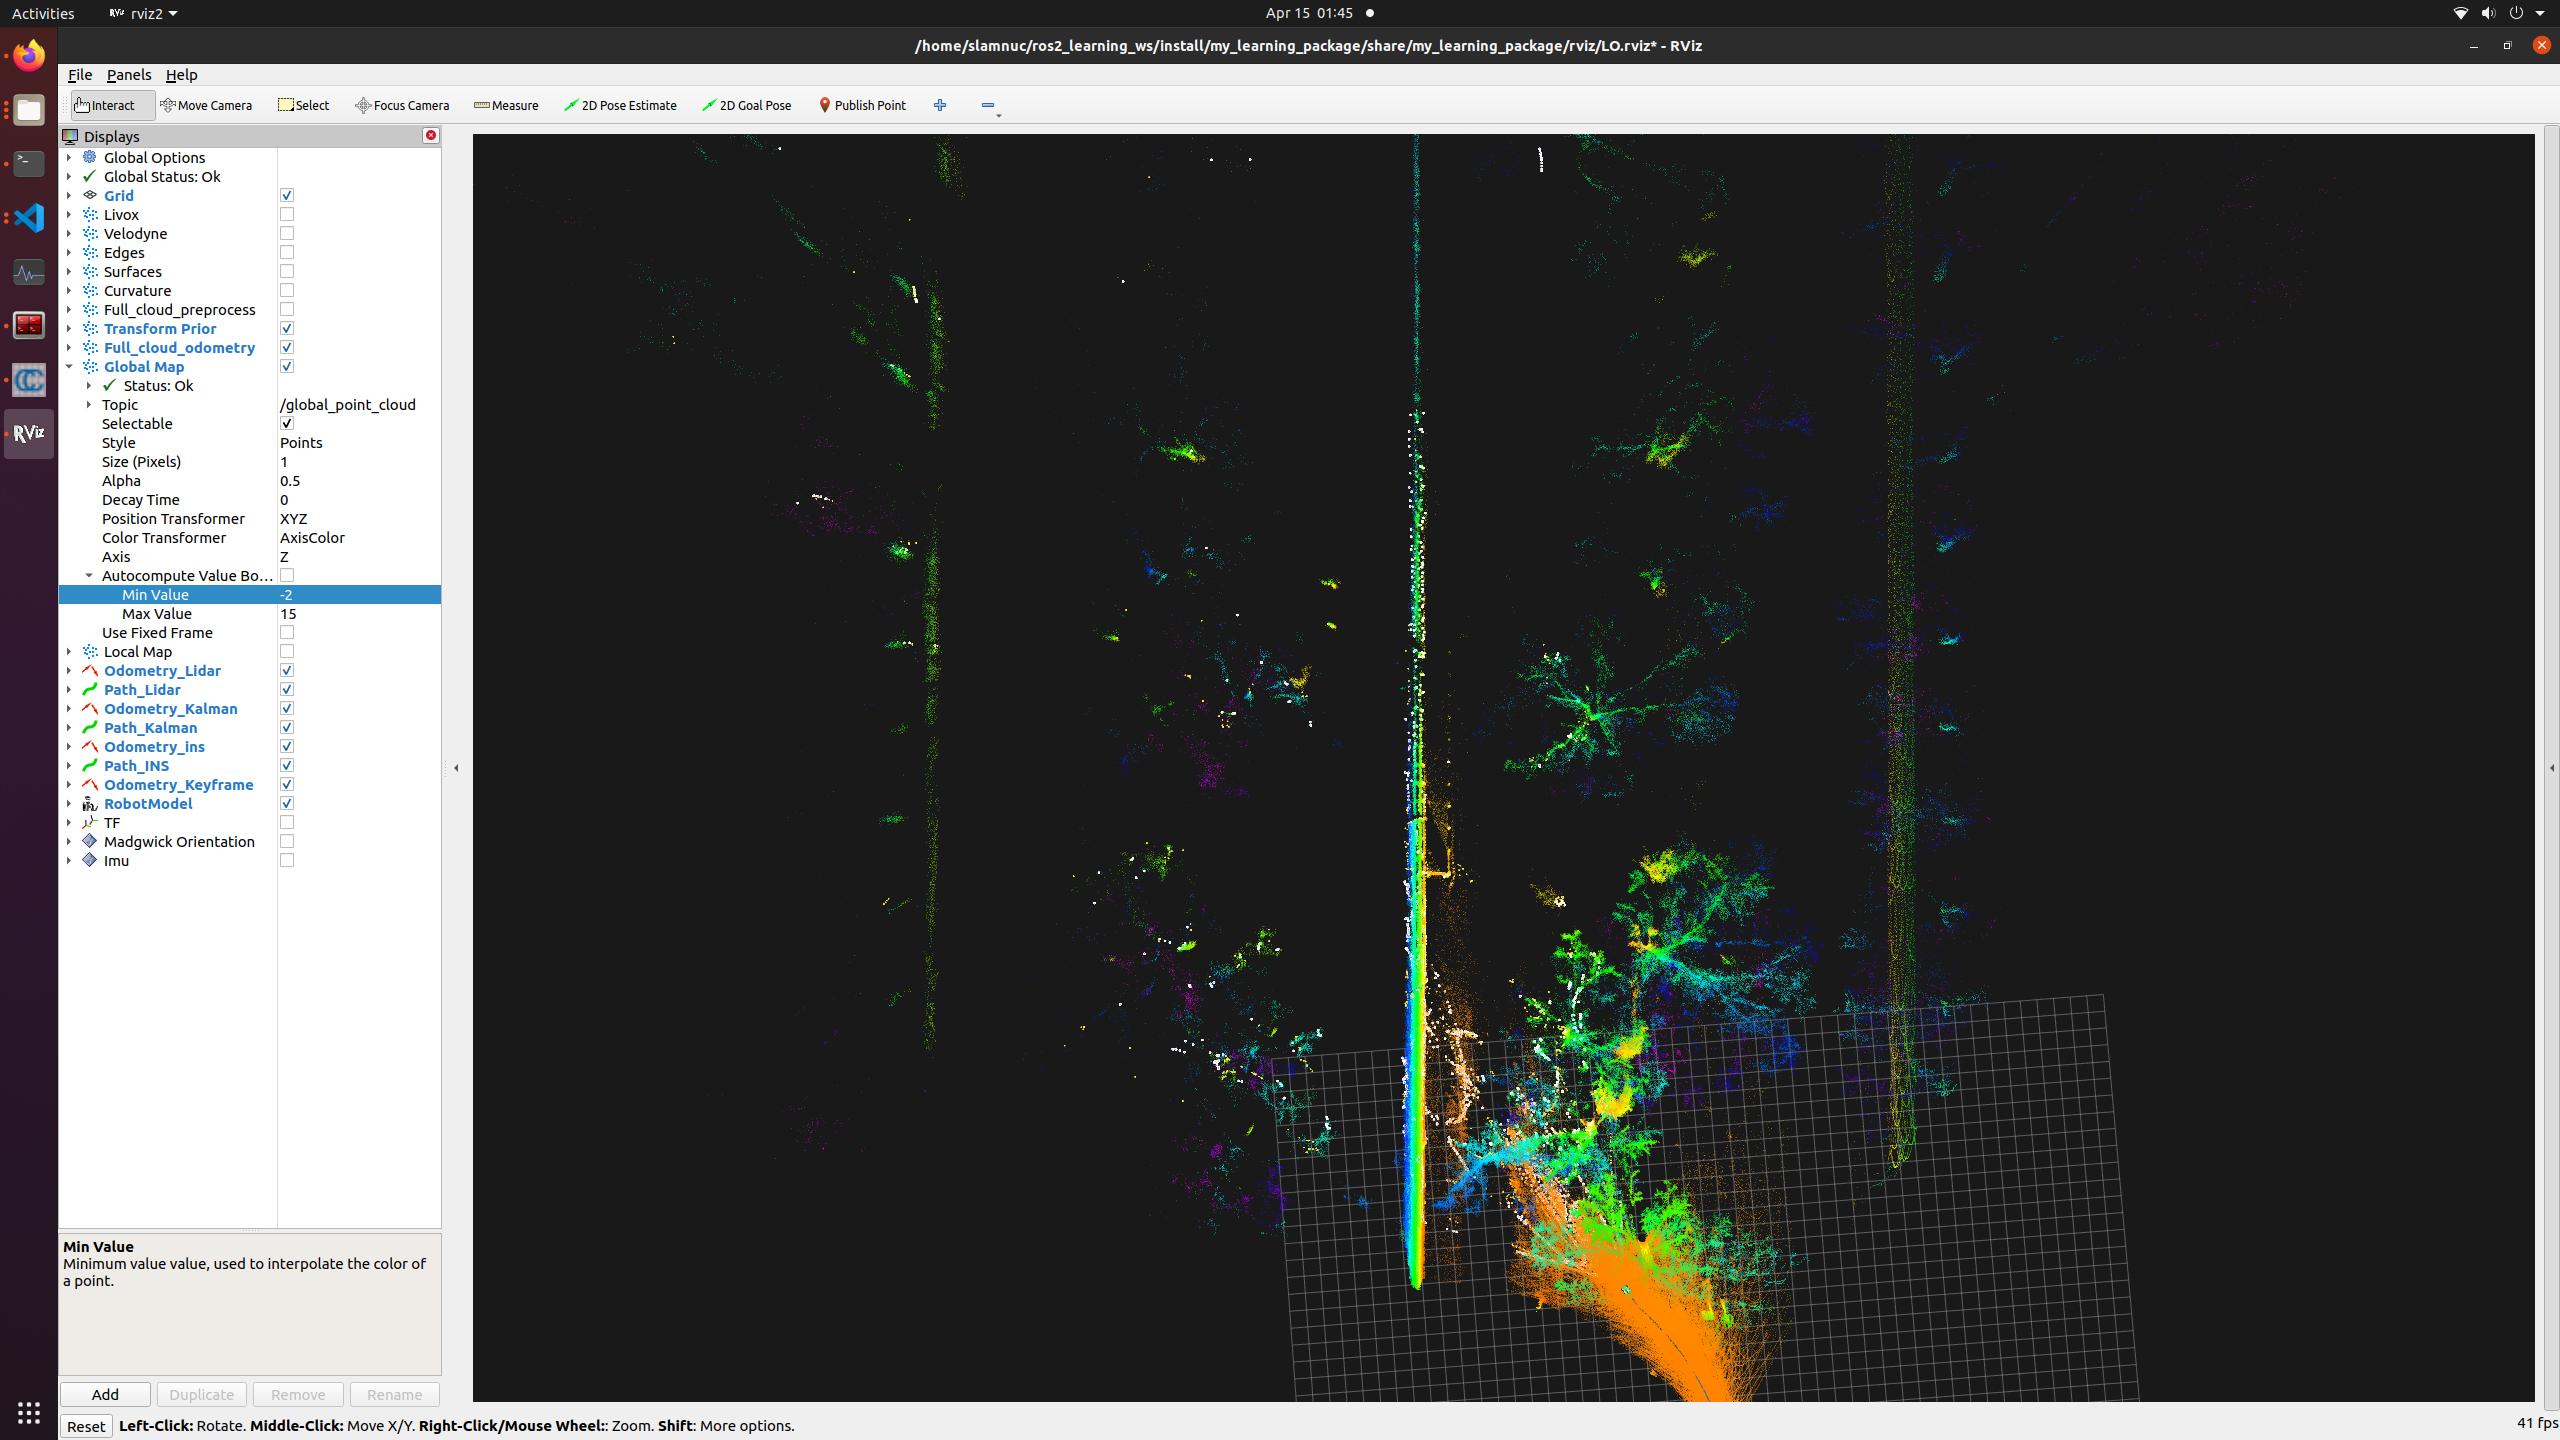 Activities
RViz rviz2
Apr 15 01:45
/home/slamnuc/ros2_learning_ws/install/my_learning_package/share/my_learning_package/rviz/LO.rviz* - RViz
File Panels Help
Interact Move Camera Select Focus Camera Measure 2D Pose Estimate 2D Goal Pose Publish Point
Displays
Global Options
Global Status: Ok
Grid
Livox
Velodyne
Edges
Surfaces
Curvature
Full_cloud_preprocess
Transform Prior
Full_cloud_odometry
Global Map
Status: Ok
Topic /global_point_cloud
Selectable
Style Points
Size (Pixels) 1
Alpha 0.5
Decay Time 0
Position Transformer XYZ
Color Transformer AxisColor
Axis Z
Autocompute Value Bo…
Min Value -2
Max Value 15
Use Fixed Frame
Local Map
Odometry_Lidar
Path_Lidar
Odometry_Kalman
Path_Kalman
Odometry_ins
Path_INS
Odometry_Keyframe
RobotModel
TF
Madgwick Orientation
Imu
RViz
Min Value
Minimum value value, used to interpolate the color of
a point.
Add Duplicate Remove Rename
Reset Left-Click: Rotate. Middle-Click: Move X/Y. Right-Click/Mouse Wheel:: Zoom. Shift: More options.
41 fps